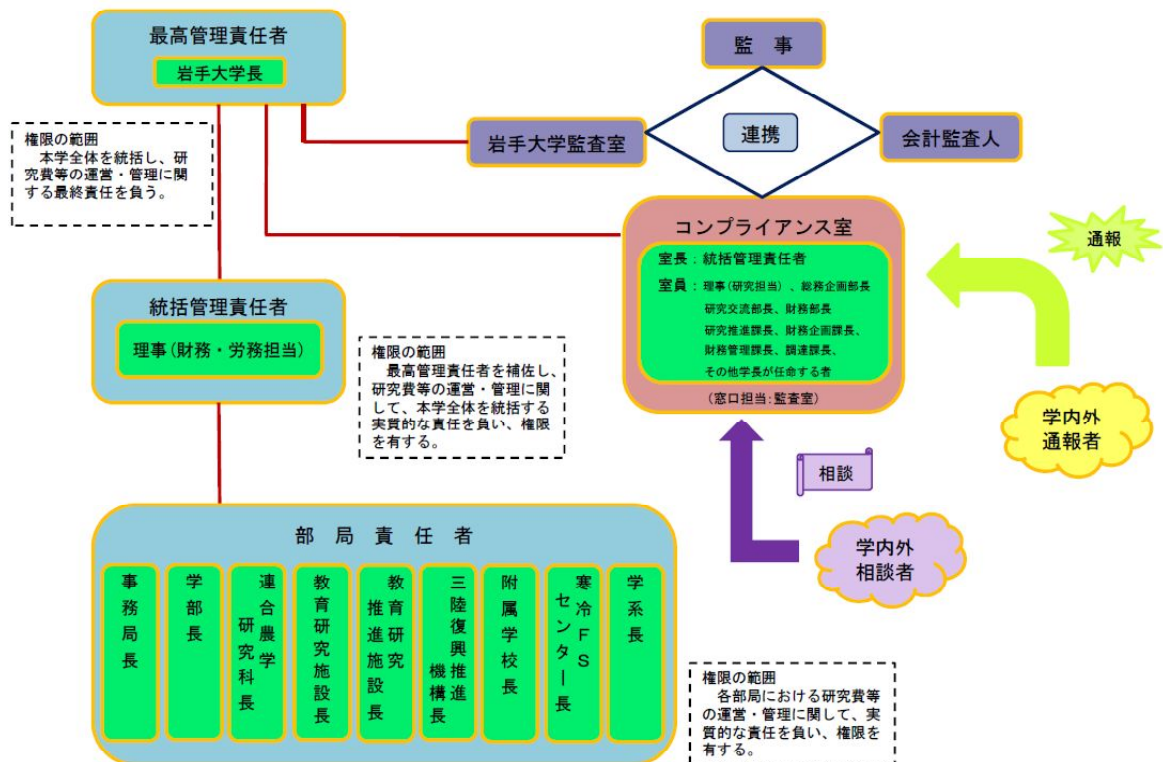 最高管理責任者
岩手大学長
権限の範囲
本学全体を統括し、研
究費等の運営・管理に関
する最終責任を負う。
監　事
岩手大学監査室
連携
会計監査人
コンプライアンス室
室長：統括管理責任者
室員：理事(研究担当)、総務企画部長
研究交流部長、財務部長
研究推進課長、財務企画課長、
財務管理課長、調達課長、
その他学長が任命する者
（窓口担当:監査室）
通報
学内外
通報者
相談
学内外
相談者
統括管理責任者
理事(財務・労務担当)
権限の範囲
最高管理責任者を補佐し、
研究費等の運営・管理に関
して、本学全体を統括する
実質的な責任を負い、権限
を有する。
部　局　責　任　者
事務局長
学部長
連合農学
研究科長
教育研究施設長
教育研究
推進施設長
三陸復興推進
機構長
附属学校長
寒冷FS
センター長
学系長
権限の範囲
各部局における研究費等
の運営・管理に関して、実
質的な責任を負い、権限を
有する。